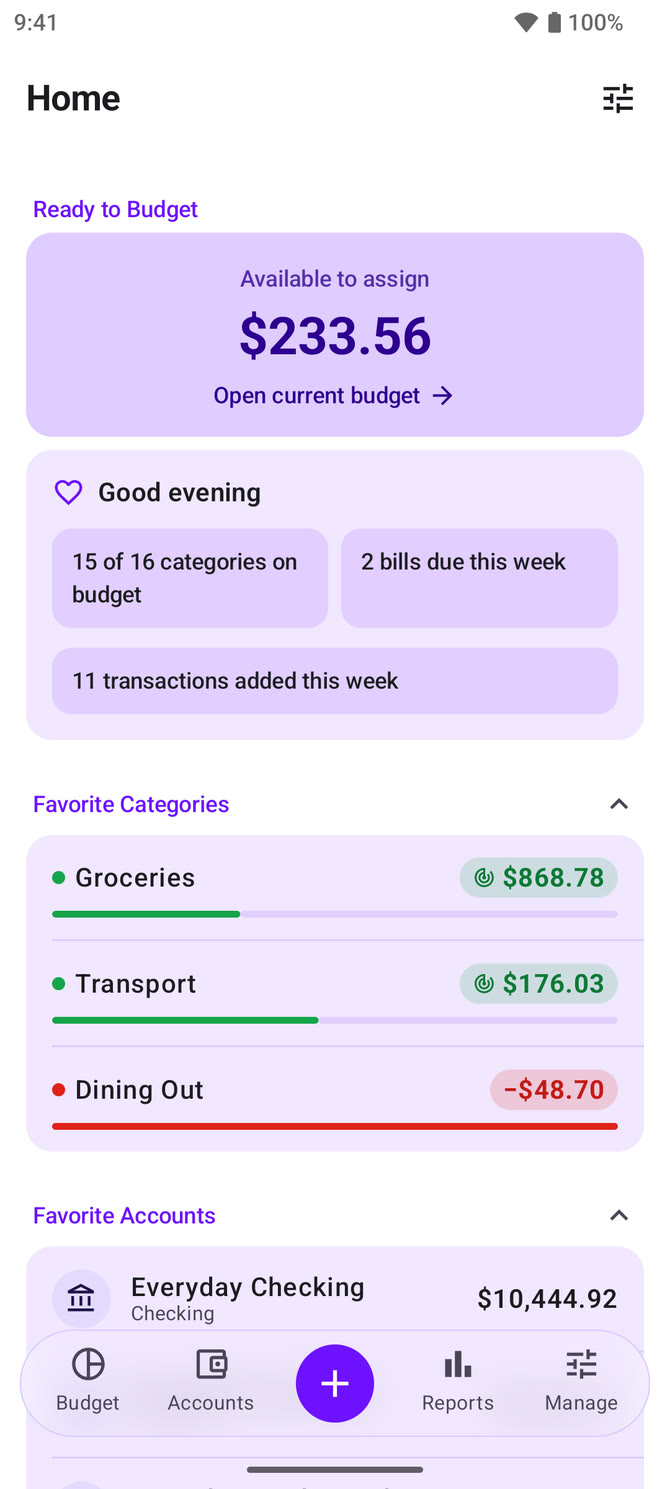 9:41
100%
Home
Ready to Budget
Available to assign
$233.56
Open current budget →
Good evening
15 of 16 categories on
budget
2 bills due this week
11 transactions added this week
Favorite Categories
Groceries
$868.78
Transport
$176.03
Dining Out
−$48.70
Favorite Accounts
Everyday Checking
Checking
$10,444.92
Budget
Accounts
Reports
Manage